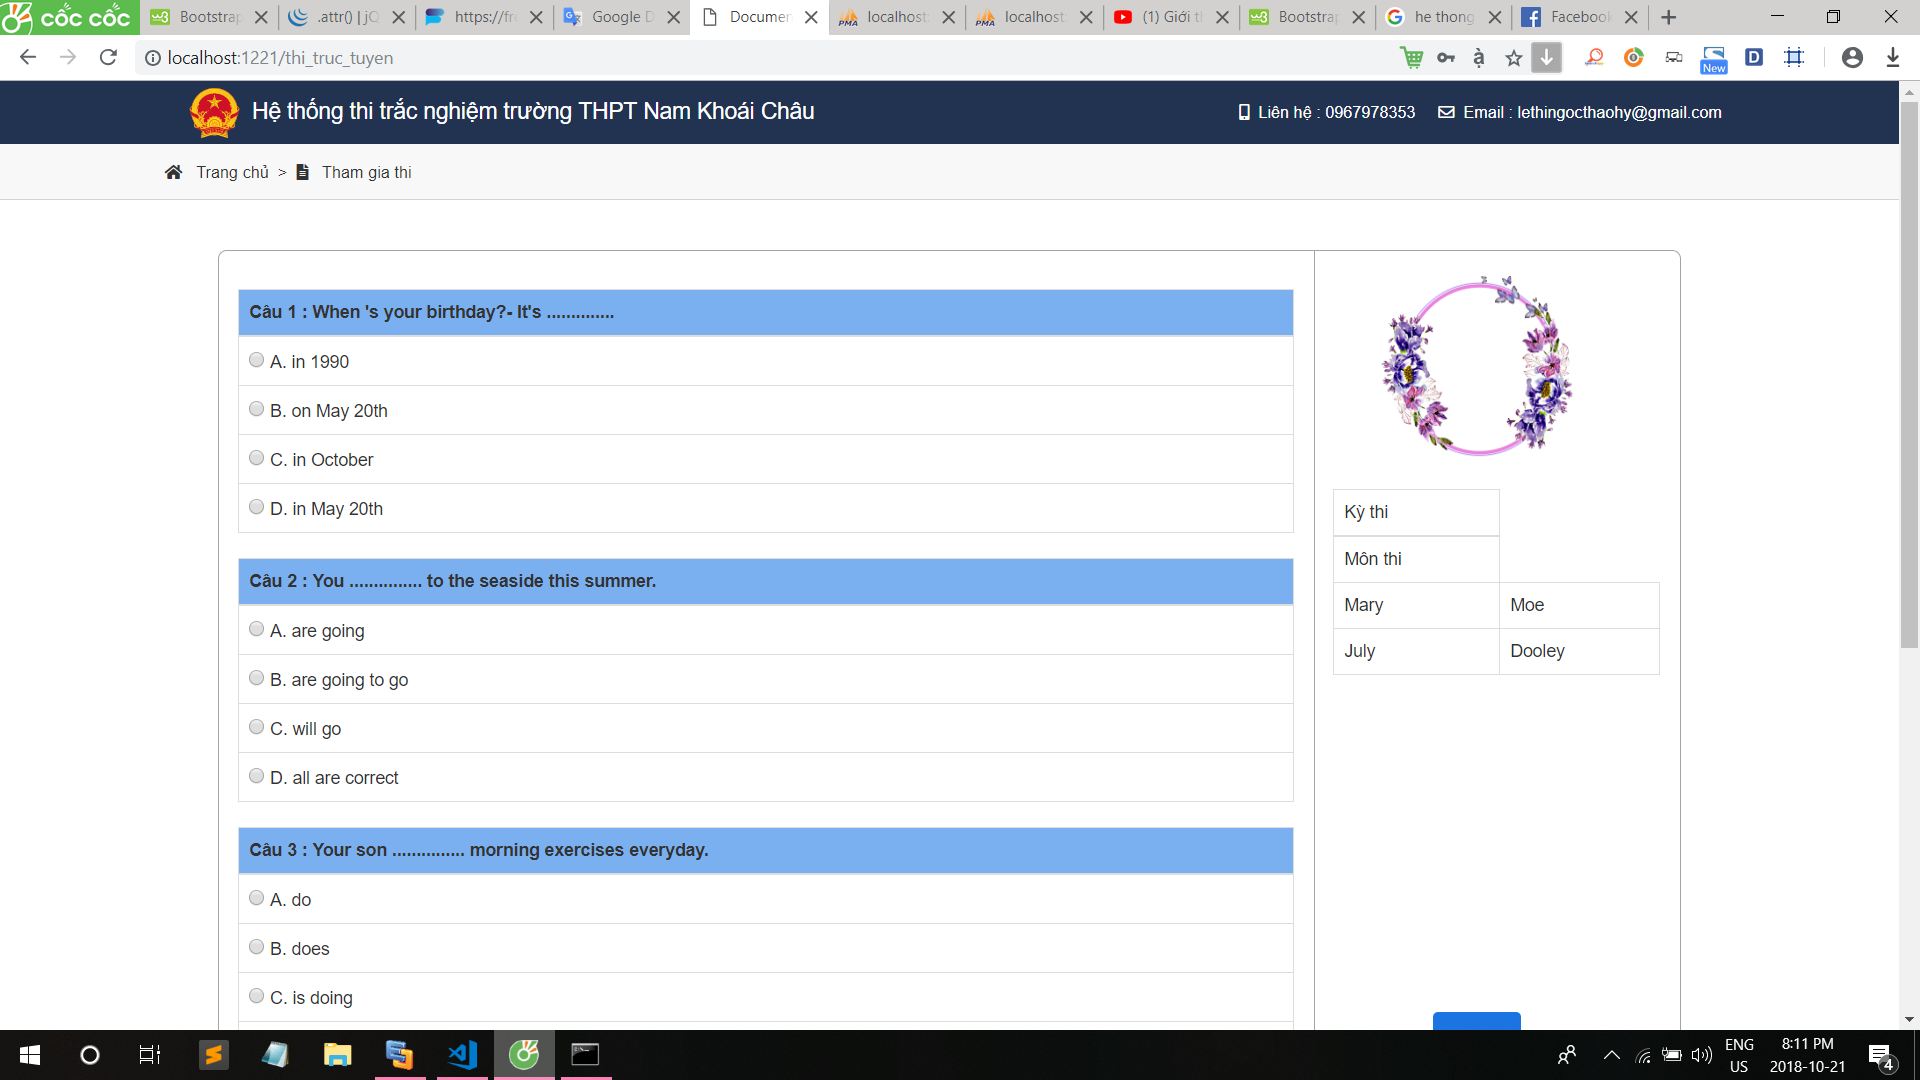 cốc cốc
Bootstrap
.attr() | jQ
https://fr
Google D
Documen
localhost:
localhost:
(1) Giới t
Bootstrap
he thong
Facebook
localhost:1221/thi_truc_tuyen
New
Hệ thống thi trắc nghiệm trường THPT Nam Khoái Châu
Liên hệ : 0967978353
Email : lethingocthaohy@gmail.com
Trang chủ > Tham gia thi
Câu 1 : When 's your birthday?- It's ..............
A. in 1990
B. on May 20th
C. in October
D. in May 20th
Câu 2 : You ............... to the seaside this summer.
A. are going
B. are going to go
C. will go
D. all are correct
Câu 3 : Your son ............... morning exercises everyday.
A. do
B. does
C. is doing
Kỳ thi
Môn thi
Mary Moe
July Dooley
ENG
US
8:11 PM
2018-10-21
4